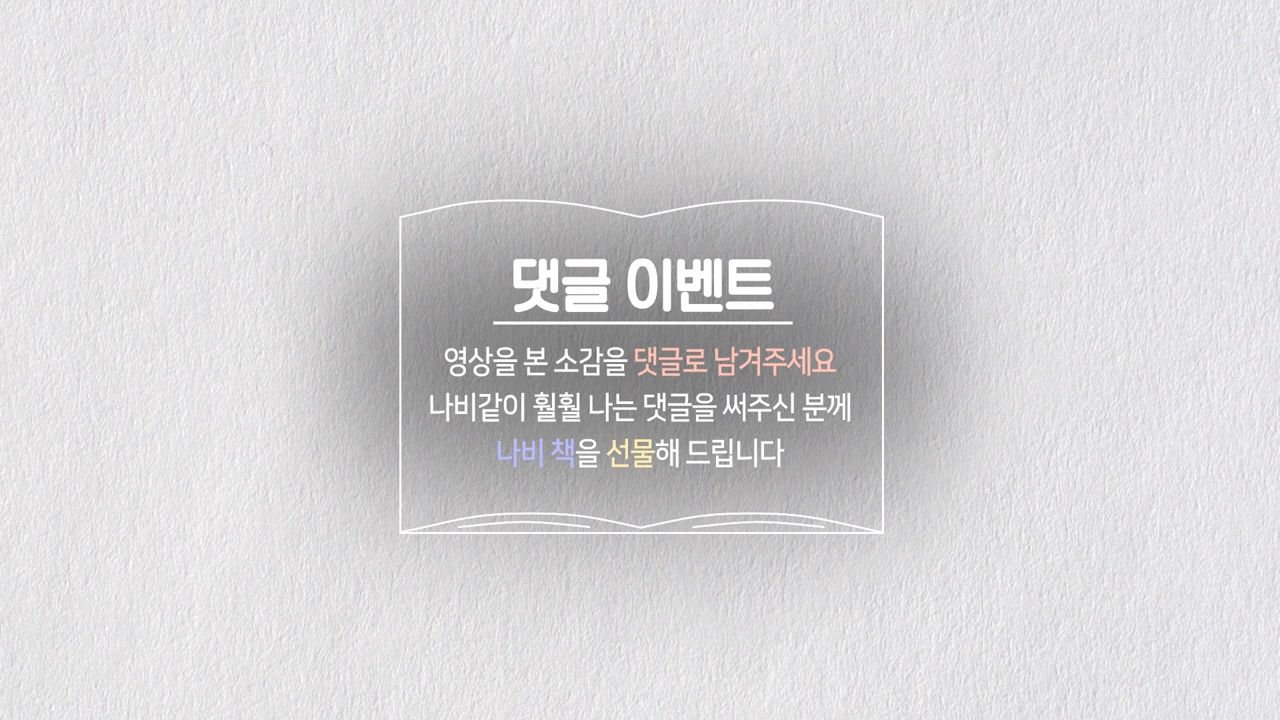 댓글 이벤트
영상을 본 소감을 댓글로 남겨주세요
나비같이 훨훨 나는 댓글을 써주신 분께
나비 책을 선물해 드립니다